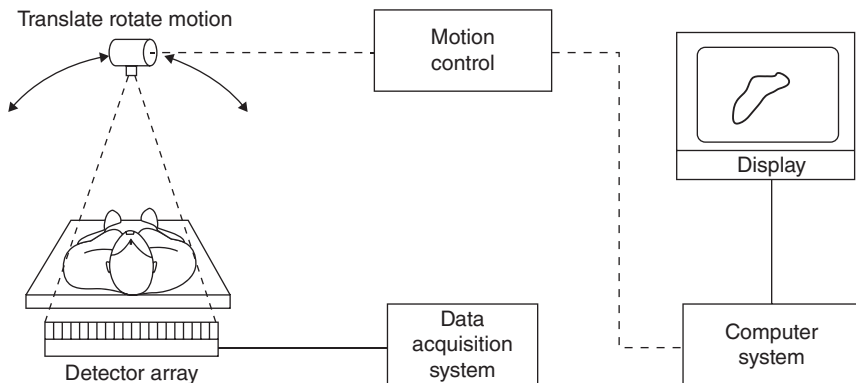 Translate rotate motion
Motion
control
Display
Data
acquisition
system
Computer
system
Detector array